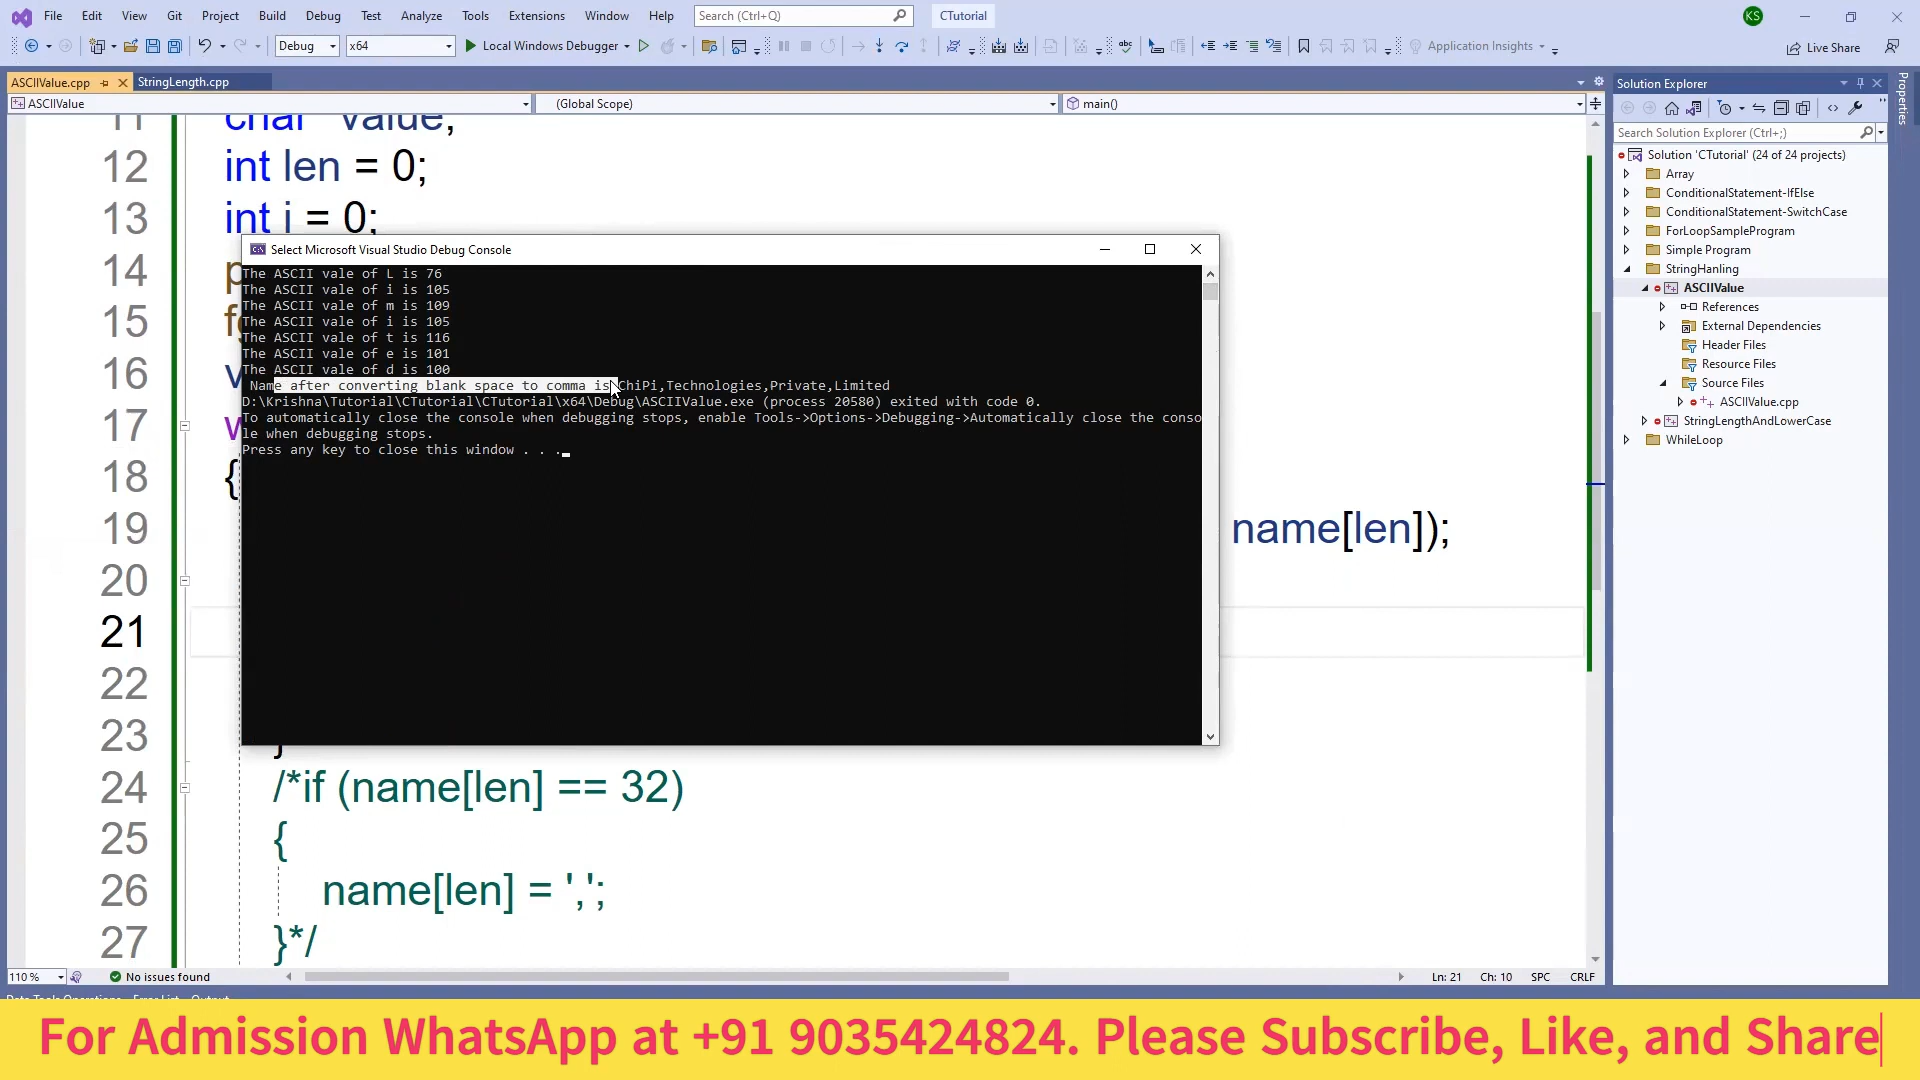 File Edit View Git Project Build Debug Test Analyze Tools Extensions Window Help Search (Ctrl+Q) CTutorial KS
Debug x64 Local Windows Debugger Application Insights Live Share
ASCIIValue.cpp StringLength.cpp
ASCIIValue (Global Scope) main()
11 char value;
12 int len = 0;
13 int i = 0;
14 p
15
16 v
17 w
18 {
19 name[len]);
20
21
22
23 }
24 /*if (name[len] == 32)
25 {
26 name[len] = ',';
27 }*/
Select Microsoft Visual Studio Debug Console
The ASCII vale of L is 76
The ASCII vale of i is 105
The ASCII vale of m is 109
The ASCII vale of i is 105
The ASCII vale of t is 116
The ASCII vale of e is 101
The ASCII vale of d is 100
Name after converting blank space to comma is ChiPi,Technologies,Private,Limited
D:\Krishna\Tutorial\CTutorial\CTutorial\x64\Debug\ASCIIValue.exe (process 20580) exited with code 0.
To automatically close the console when debugging stops, enable Tools->Options->Debugging->Automatically close the conso
le when debugging stops.
Press any key to close this window . . .
110 % No issues found Ln: 21 Ch: 10 SPC CRLF
Data Tools Operations Error List Output
Solution Explorer
Search Solution Explorer (Ctrl+;)
Solution 'CTutorial' (24 of 24 projects)
Array
ConditionalStatement-IfElse
ConditionalStatement-SwitchCase
ForLoopSampleProgram
Simple Program
StringHanling
ASCIIValue
References
External Dependencies
Header Files
Resource Files
Source Files
ASCIIValue.cpp
StringLengthAndLowerCase
WhileLoop
Properties
For Admission WhatsApp at +91 9035424824. Please Subscribe, Like, and Share